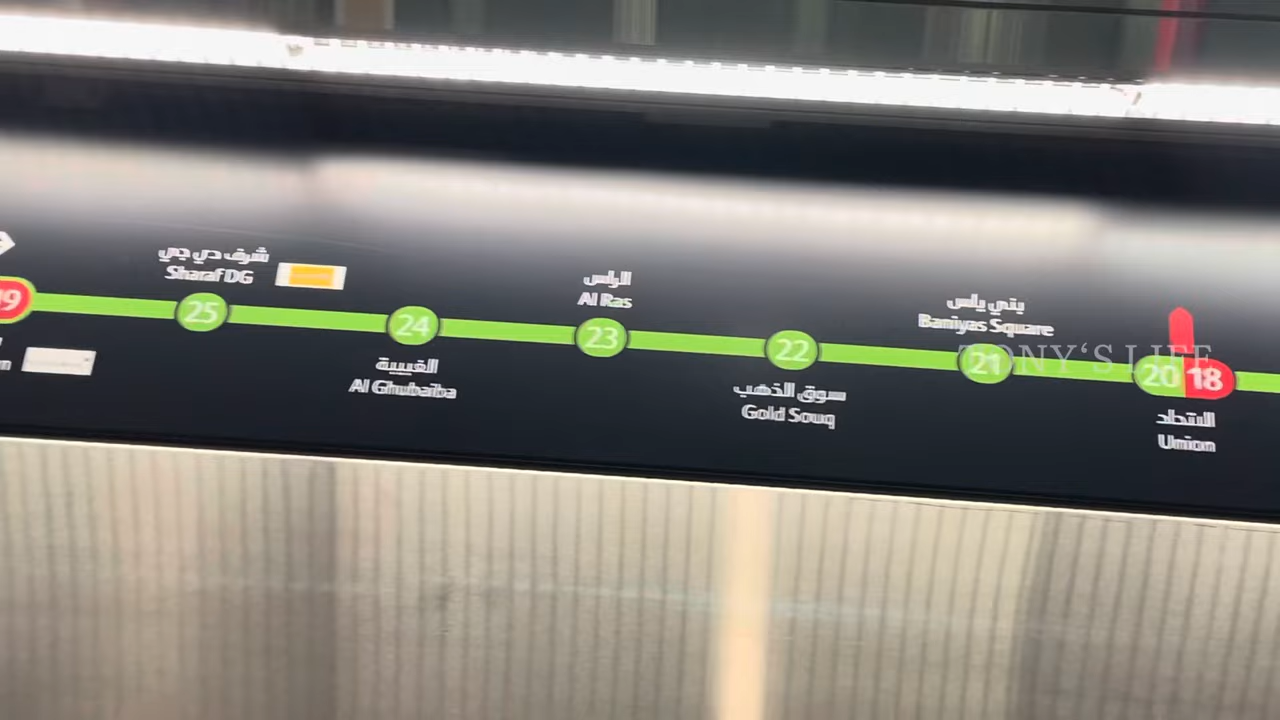 19
شرف دي جي
Sharaf DG
25
24
الغبيبة
Al Ghubaiba
الراس
Al Ras
23
22
سوق الذهب
Gold Souq
بني ياس
Baniyas Square
21
TONY'S LIFE
20 18
الاتحاد
Union